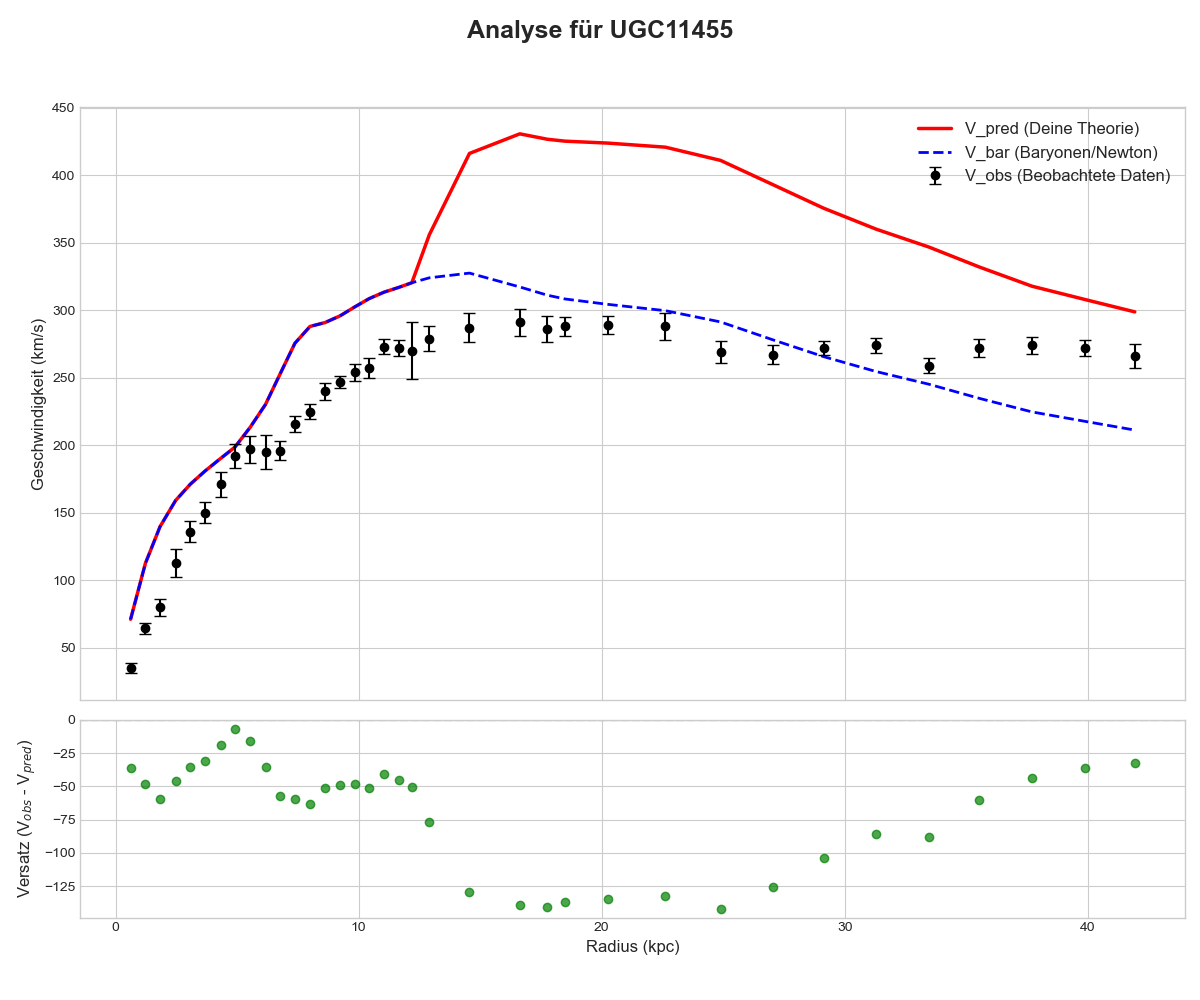 Analyse für UGC11455
450
400
350
300
250
200
150
100
50
Geschwindigkeit (km/s)
V_pred (Deine Theorie)
V_bar (Baryonen/Newton)
V_obs (Beobachtete Daten)
0
−25
−50
−75
−100
−125
Versatz (V_obs - V_pred)
0 10 20 30 40
Radius (kpc)